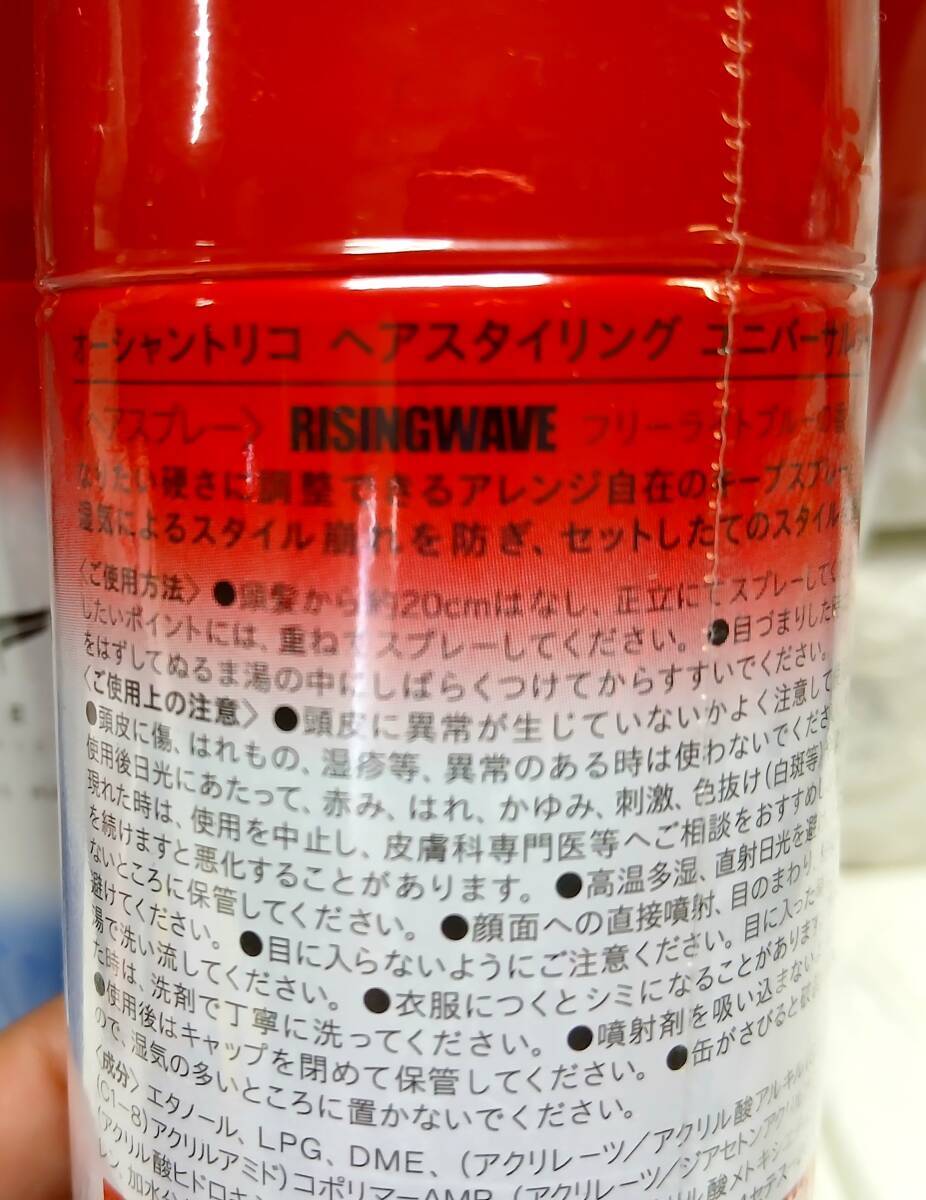 オーシャントリコ ヘアスタイリング ユニバーサル
〈ヘアスプレー〉 RISINGWAVE フリーライトブルーの香
なりたい硬さに調整できるアレンジ自在のキープスプレー
湿気によるスタイル崩れを防ぎ、セットしたてのスタイル
〈ご使用方法〉●頭髪から約20cmはなし、正立にてスプレーしてく
したいポイントには、重ねてスプレーしてください。●目づまりした
をはずしてぬるま湯の中にしばらくつけてからすすいでください。
〈ご使用上の注意〉●頭皮に異常が生じていないかよく注意して
●頭皮に傷、はれもの、湿疹等、異常のある時は使わないでくださ
使用後日光にあたって、赤み、はれ、かゆみ、刺激、色抜け(白斑等)
現れた時は、使用を中止し、皮膚科専門医等へご相談をおすすめし
を続けますと悪化することがあります。●高温多湿、直射日光を避
ないところに保管してください。●顔面への直接噴射、目のまわり、
避けてください。●目に入らないようにご注意ください。目に入った
湯で洗い流してください。●衣服につくとシミになることがあります
た時は、洗剤で丁寧に洗ってください。●噴射剤を吸い込まない
●使用後はキャップを閉めて保管してください。●缶がさびると
ので、湿気の多いところに置かないでください。
〈成分〉エタノール、LPG、DME、(アクリレーツ/アクリル酸アルキル
(C1-8)アクリルアミド)コポリマーAMP、(アクリレーツ/ジアセトンアクリル
(アクリル酸ヒドロキ
レン、加水分